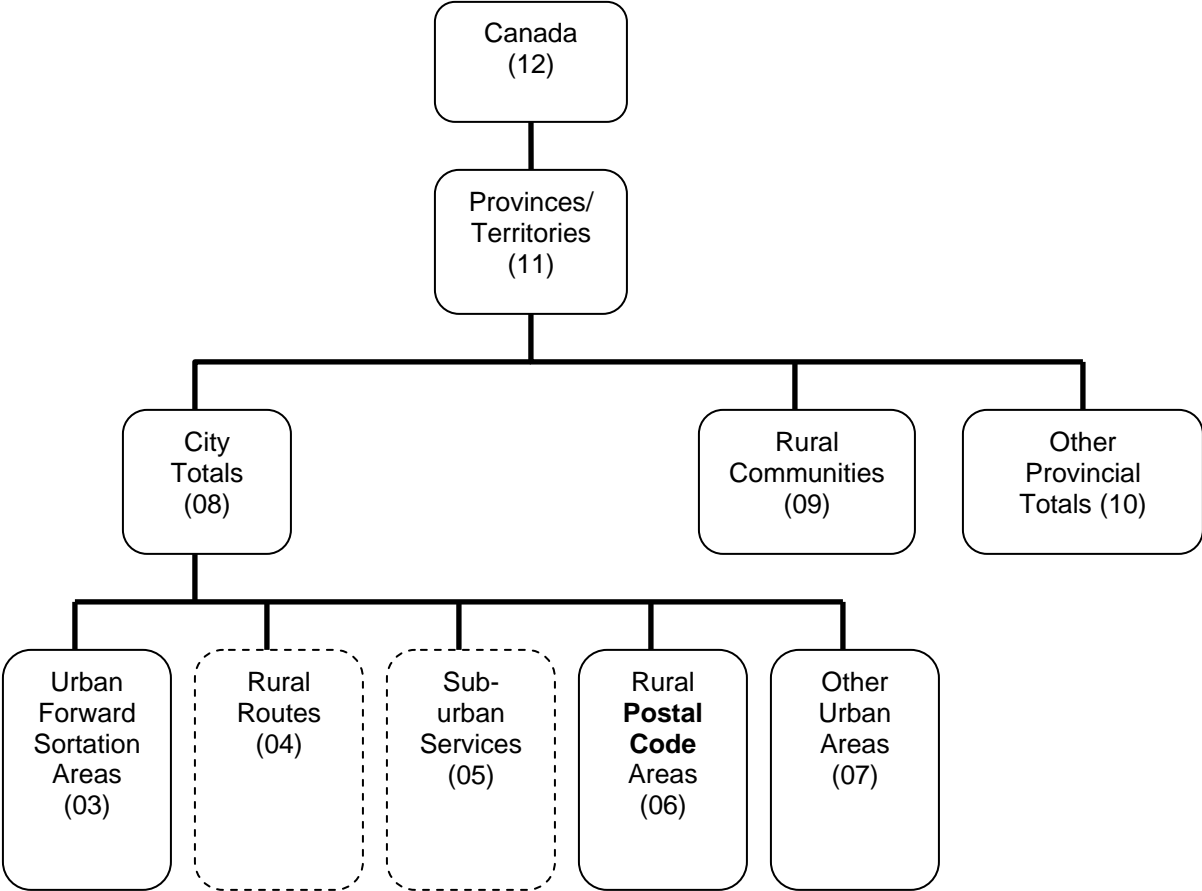 Canada
(12)
Provinces/
Territories
(11)
City
Totals
(08)
Rural
Communities
(09)
Other
Provincial
Totals (10)
Urban
Forward
Sortation
Areas
(03)
Rural
Routes
(04)
Sub-
urban
Services
(05)
Rural
Postal
Code
Areas
(06)
Other
Urban
Areas
(07)